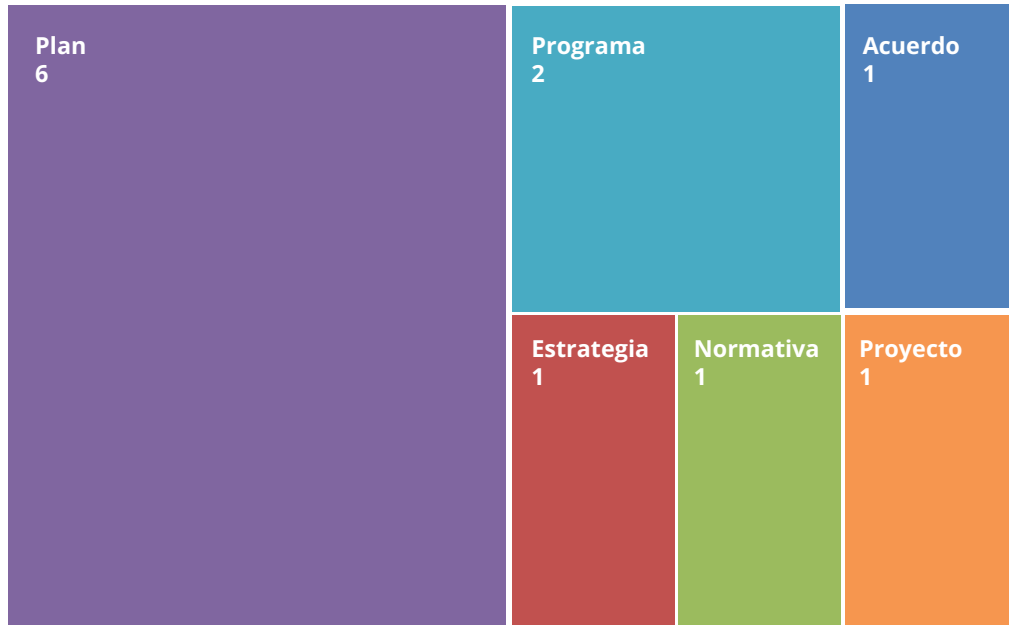 Plan
6
Programa
2
Acuerdo
1
Estrategia
1
Normativa
1
Proyecto
1